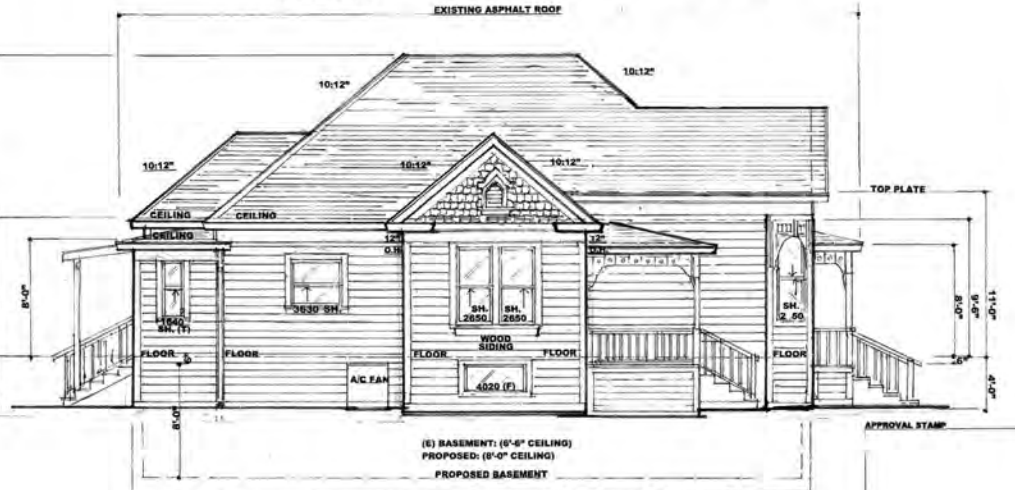 EXISTING ASPHALT ROOF
10:12"
10:12"
10:12"
10:12"
10:12"
TOP PLATE
CEILING
CEILING
CEILING
12"
O.H.
12"
O.H.
8'-0"
1640
SH. (T)
3630 SH.
SH.
2650
SH.
2650
SH.
2 50
WOOD
SIDING
8'-0"
9'-6"
11'-0"
FLOOR
FLOOR
FLOOR
FLOOR
FLOOR
6"
6"
A/C FAN
4020 (F)
4'-0"
8'-0"
APPROVAL STAMP
(E) BASEMENT: (6'-6" CEILING)
PROPOSED: (8'-0" CEILING)
PROPOSED BASEMENT